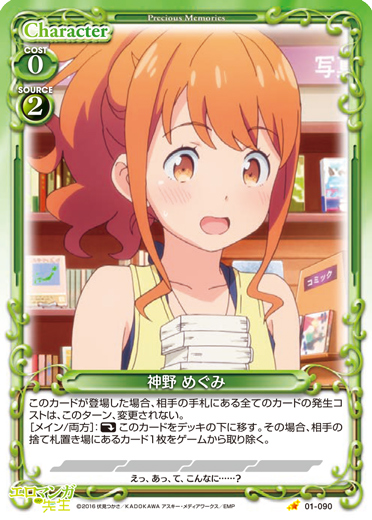 Precious Memories
Character
COST
0
SOURCE
2
写真
コミック
神野 めぐみ
このカードが登場した場合、相手の手札にある全てのカードの発生コ
ストは、このターン、変更されない。
[メイン/両方]: このカードをデッキの下に移す。その場合、相手の
捨て札置き場にあるカード1枚をゲームから取り除く。
えっ、あっ、て、こんなに……?
エロマンガ
先生
©2016 伏見つかさ/KADOKAWA アスキー・メディアワークス/EMP
01-090